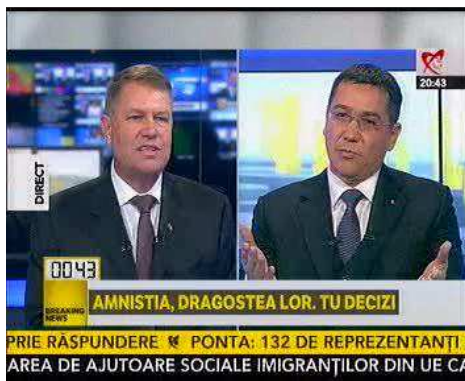 20:43
DIRECT
00:43
BREAKING NEWS
AMNISTIA, DRAGOSTEA LOR. TU DECIZI
PRIE RĂSPUNDERE PONTA: 132 DE REPREZENTANȚI
AREA DE AJUTOARE SOCIALE IMIGRANȚILOR DIN UE CA